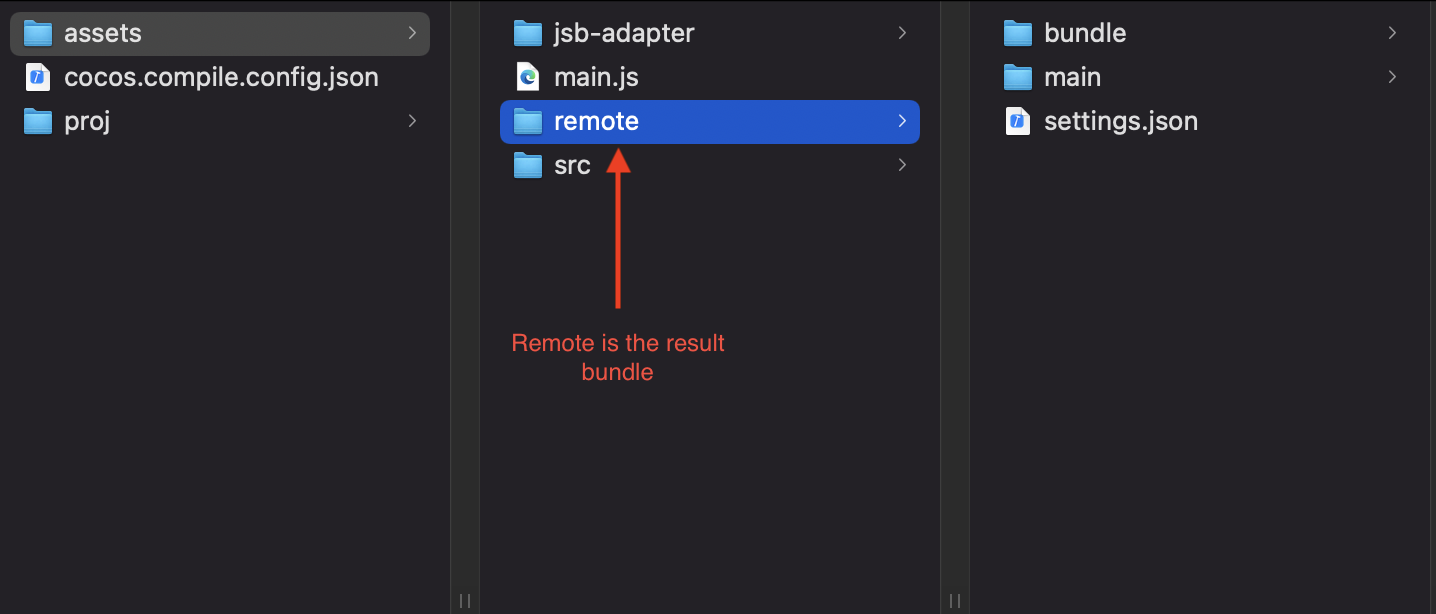 assets
cocos.compile.config.json
proj
jsb-adapter
main.js
remote
src
Remote is the result
bundle
bundle
main
settings.json